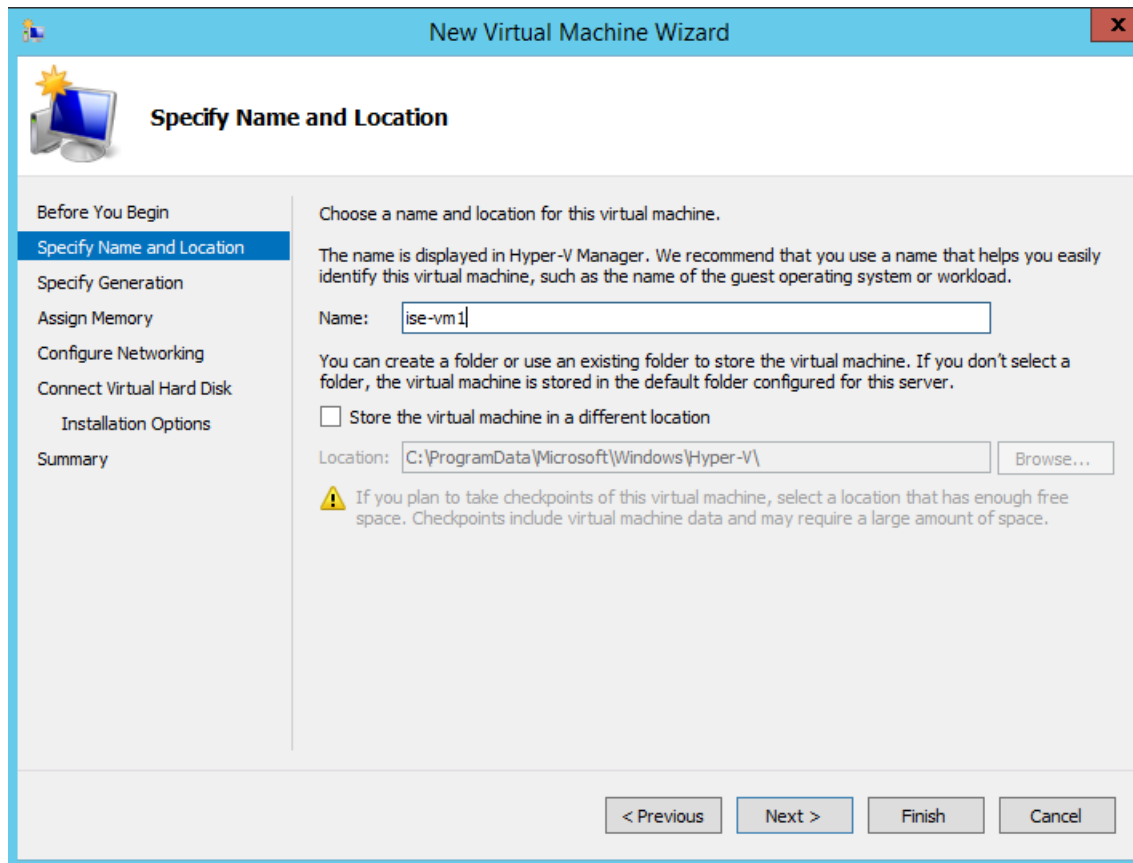 New Virtual Machine Wizard
x
Specify Name and Location
Before You Begin
Specify Name and Location
Specify Generation
Assign Memory
Configure Networking
Connect Virtual Hard Disk
Installation Options
Summary
Choose a name and location for this virtual machine.
The name is displayed in Hyper-V Manager. We recommend that you use a name that helps you easily
identify this virtual machine, such as the name of the guest operating system or workload.
Name: ise-vm1
You can create a folder or use an existing folder to store the virtual machine. If you don't select a
folder, the virtual machine is stored in the default folder configured for this server.
Store the virtual machine in a different location
Location: C:\ProgramData\Microsoft\Windows\Hyper-V\ Browse...
If you plan to take checkpoints of this virtual machine, select a location that has enough free
space. Checkpoints include virtual machine data and may require a large amount of space.
< Previous Next > Finish Cancel